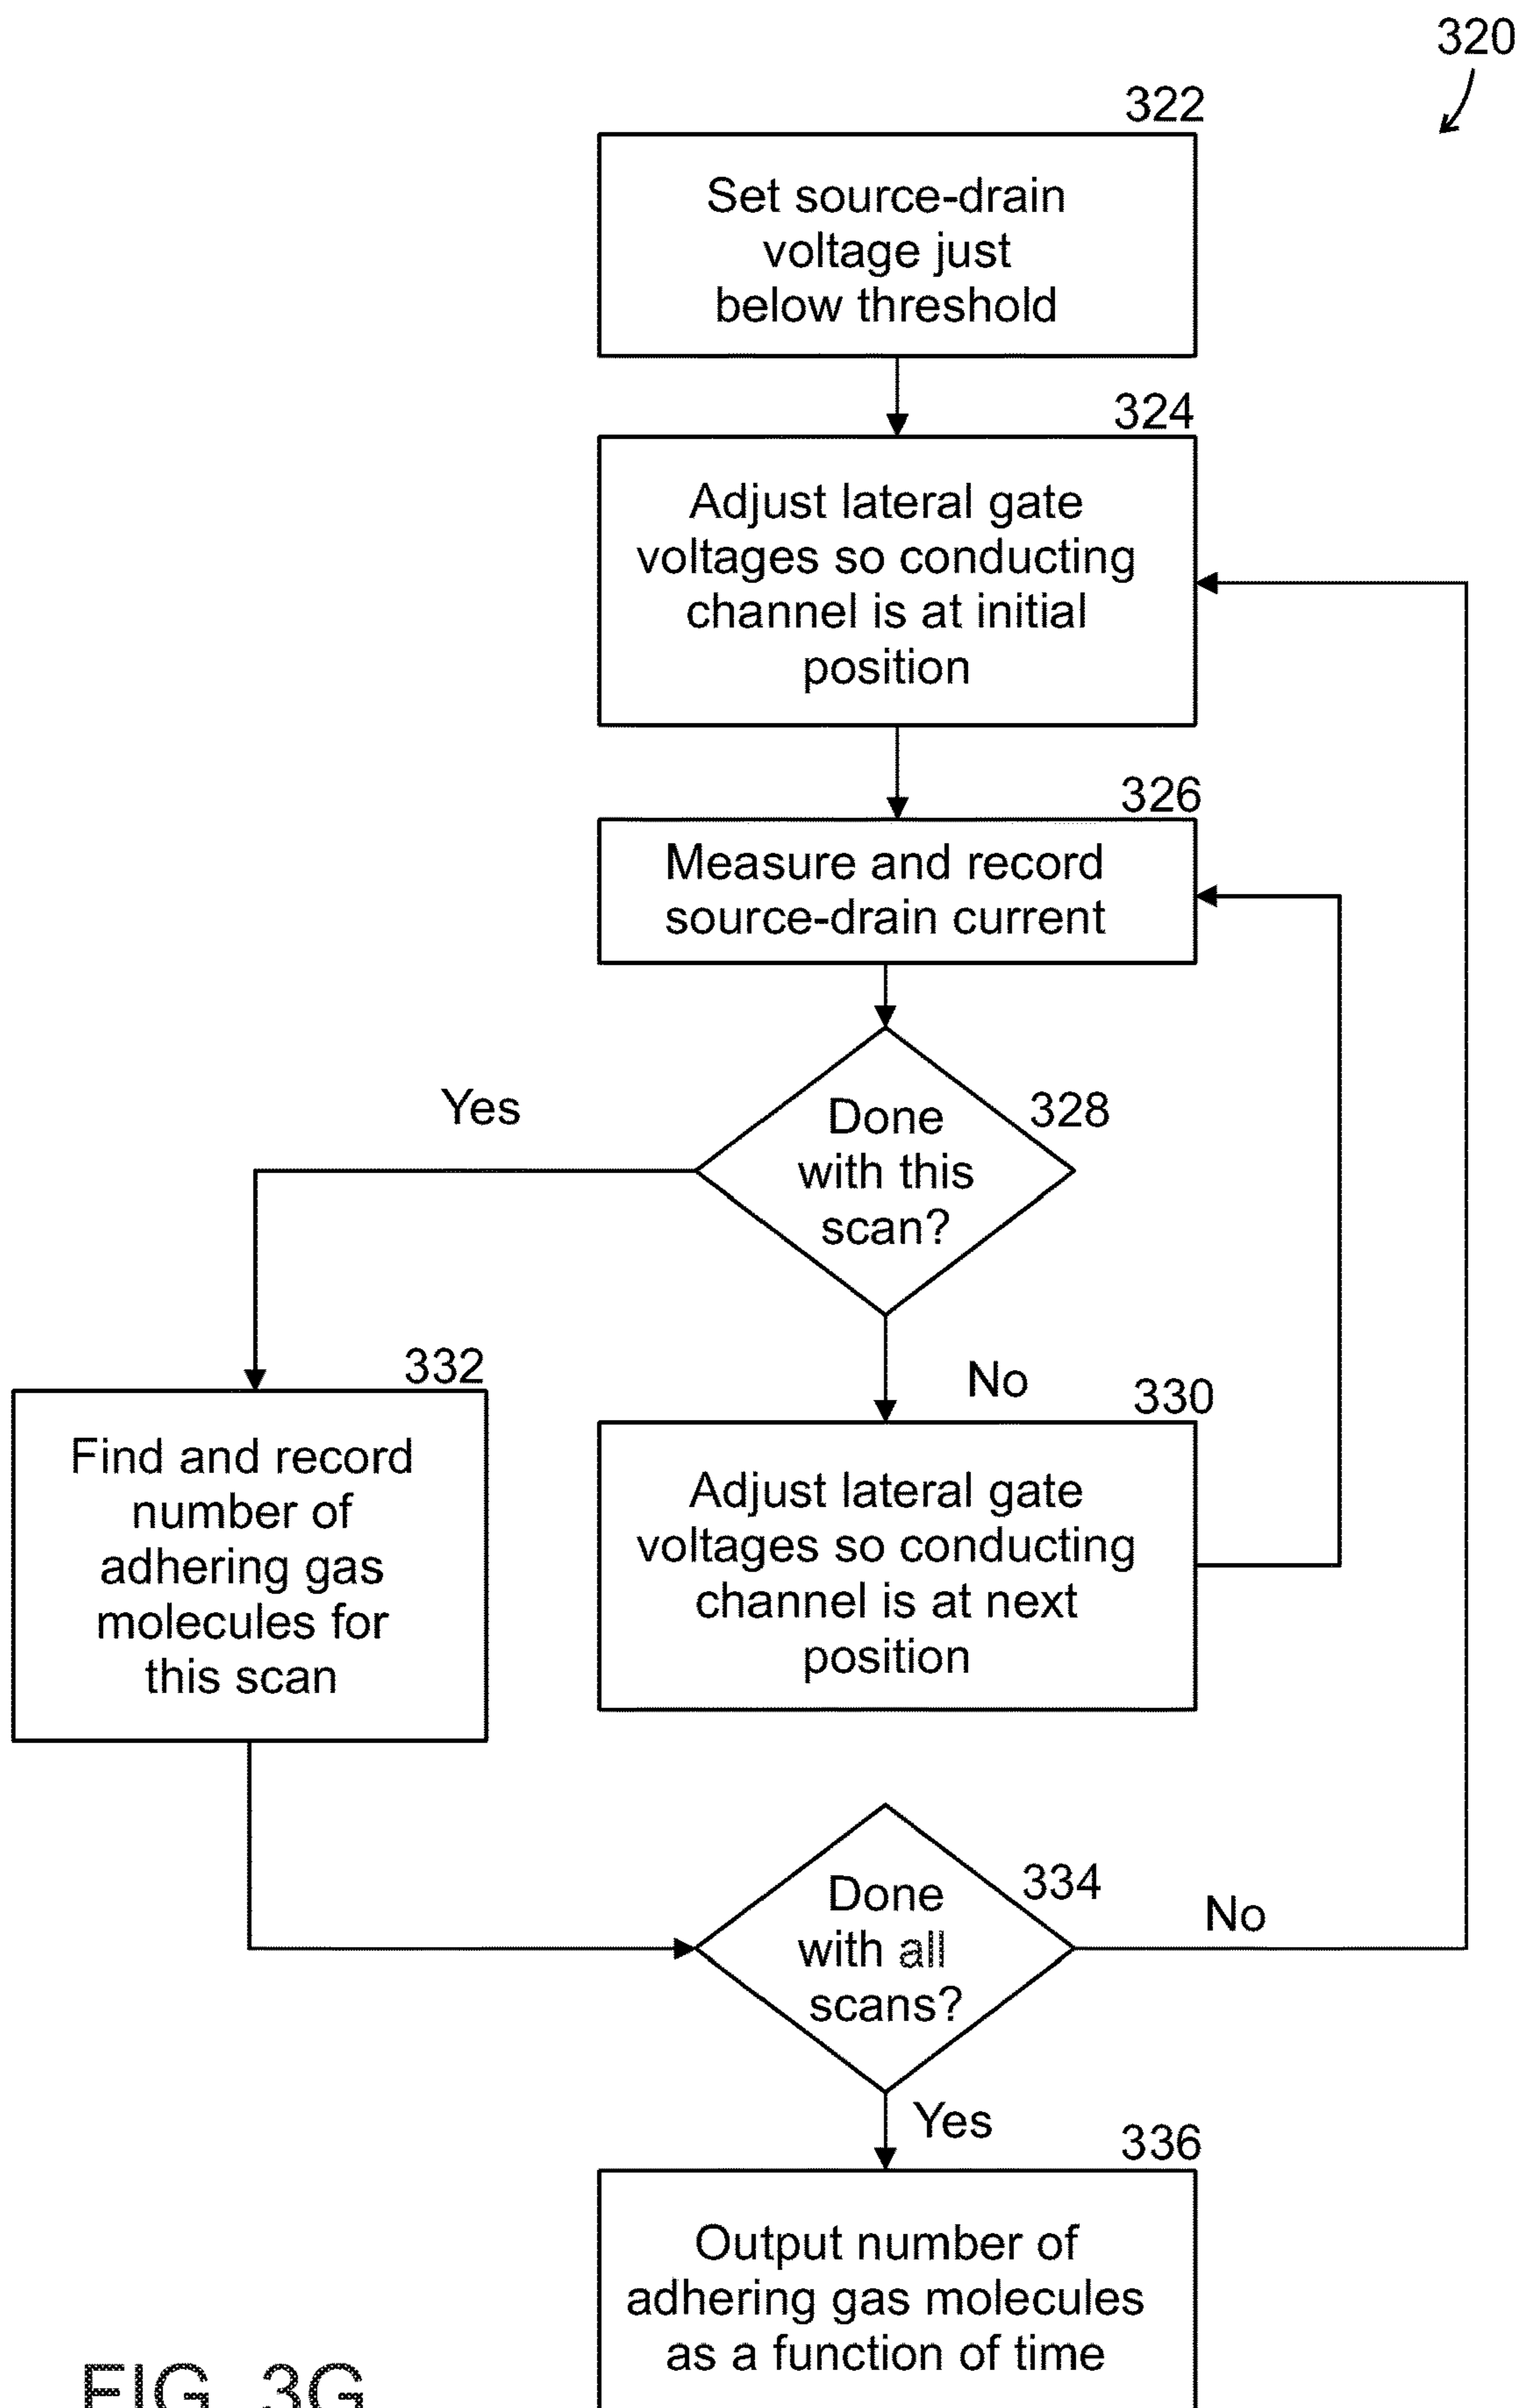 320
322
Set source-drain
voltage just
below threshold
324
Adjust lateral gate
voltages so conducting
channel is at initial
position
326
Measure and record
source-drain current
Yes
328
Done
with this
scan?
332
No
330
Find and record
number of
adhering gas
molecules for
this scan
Adjust lateral gate
voltages so conducting
channel is at next
position
334
Done
with all
scans?
No
Yes
336
Output number of
adhering gas molecules
as a function of time
FIG. 3G